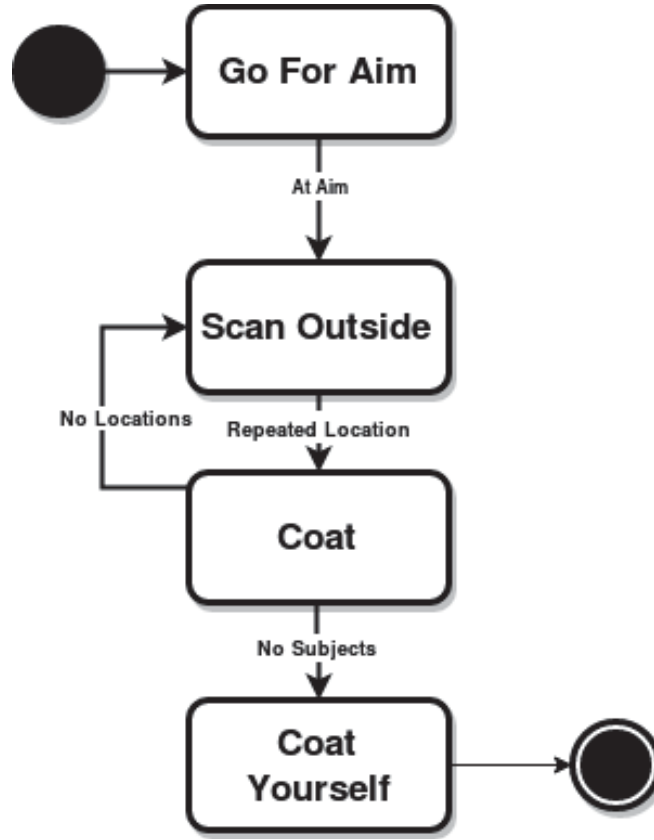 Go For Aim
At Aim
Scan Outside
No Locations
Repeated Location
Coat
No Subjects
Coat
Yourself